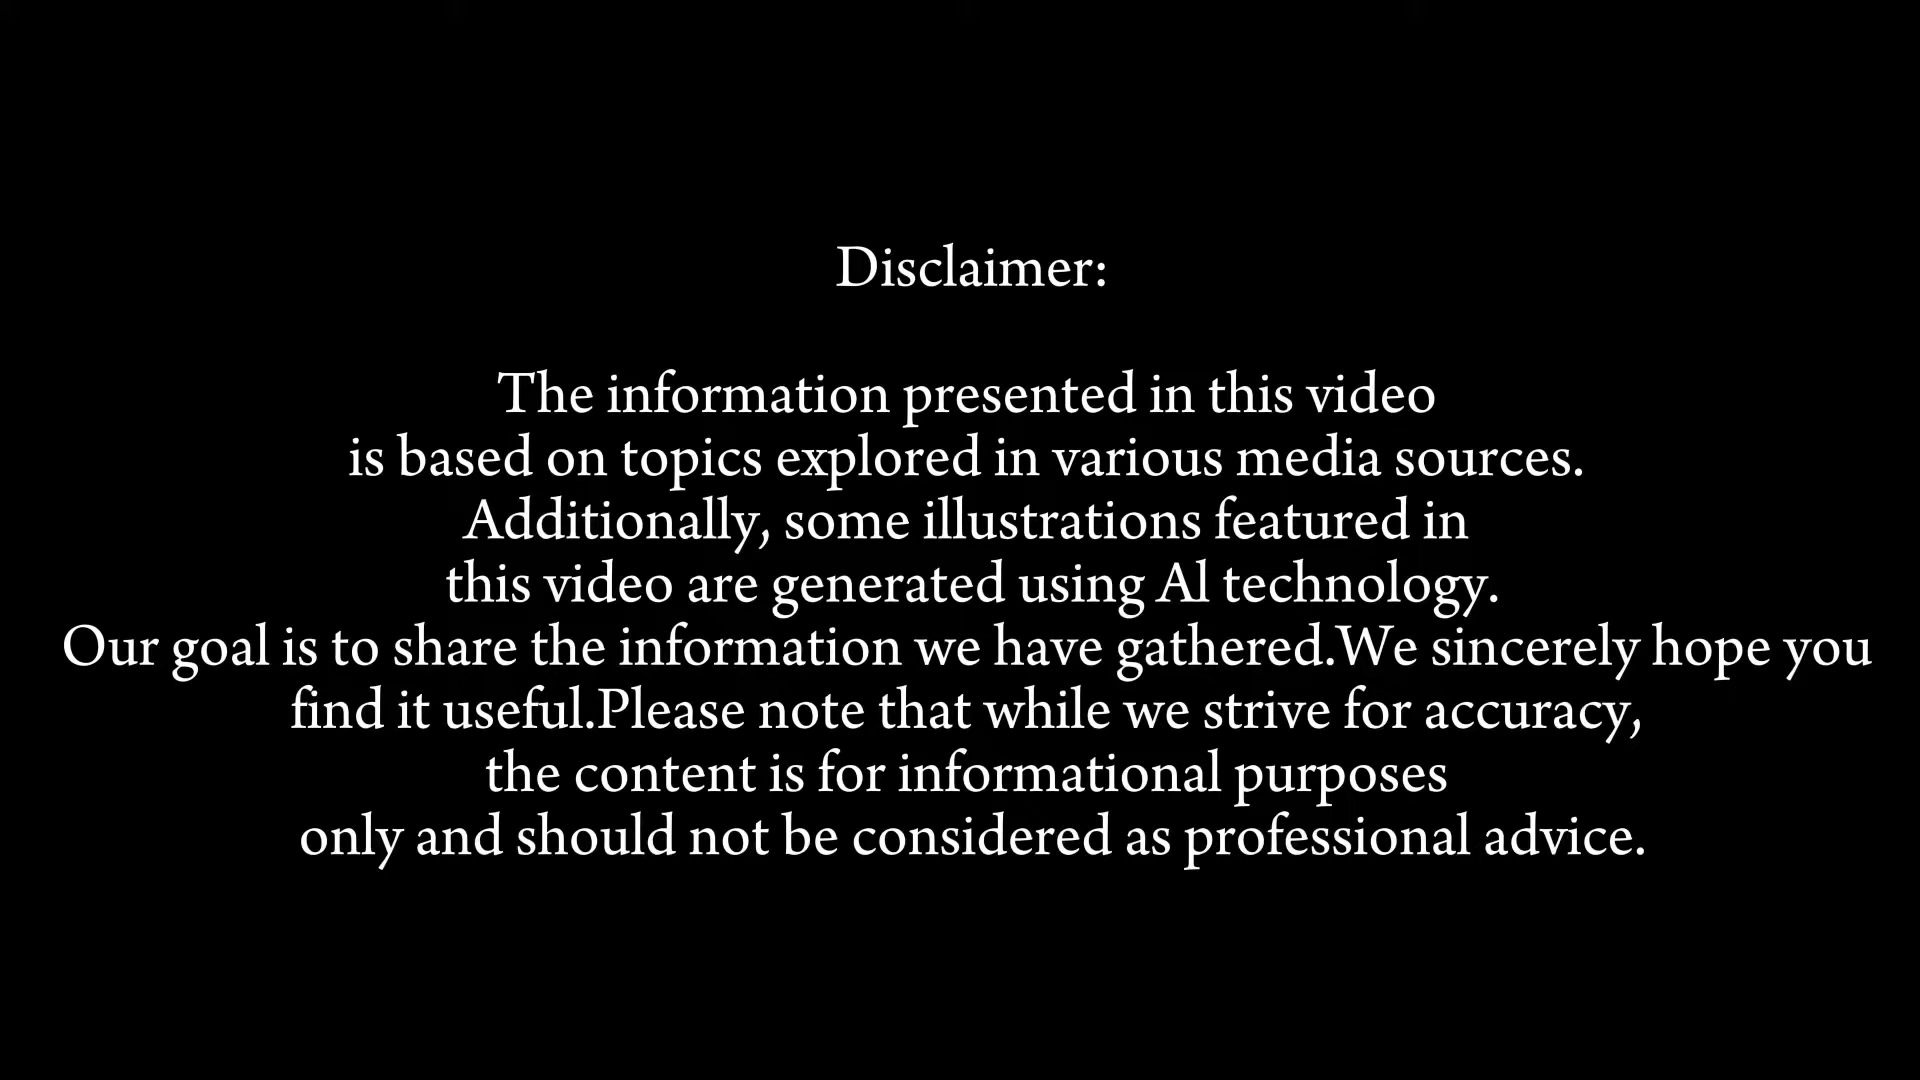 Disclaimer:
The information presented in this video
is based on topics explored in various media sources.
Additionally, some illustrations featured in
this video are generated using Al technology.
Our goal is to share the information we have gathered.We sincerely hope you
find it useful.Please note that while we strive for accuracy,
the content is for informational purposes
only and should not be considered as professional advice.